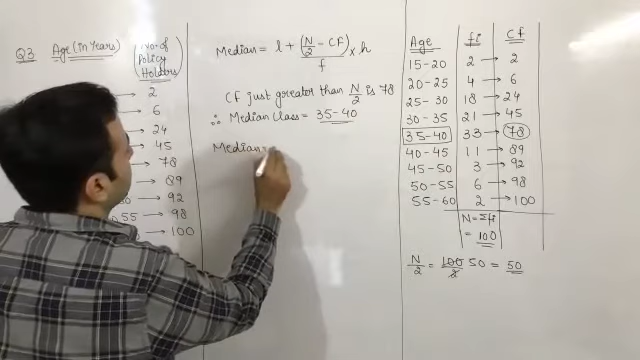 Q3 Age (in Years) No. of Policy Holders
→ 2
→ 6
→ 24
→ 45
→ 78
→ 89
→ 92
55 → 98
→ 100
Median = l + (N/2 - CF)/f x h
CF just greater than N/2 is 78
∴ Median Class = 35-40
Median =
Age fi Cf
15-20 2 → 2
20-25 4 → 6
25-30 18 → 24
30-35 21 → 45
35-40 33 → 78
40-45 11 → 89
45-50 3 → 92
50-55 6 → 98
55-60 2 → 100
N = Σfi
= 100
N/2 = 100/2 50 = 50